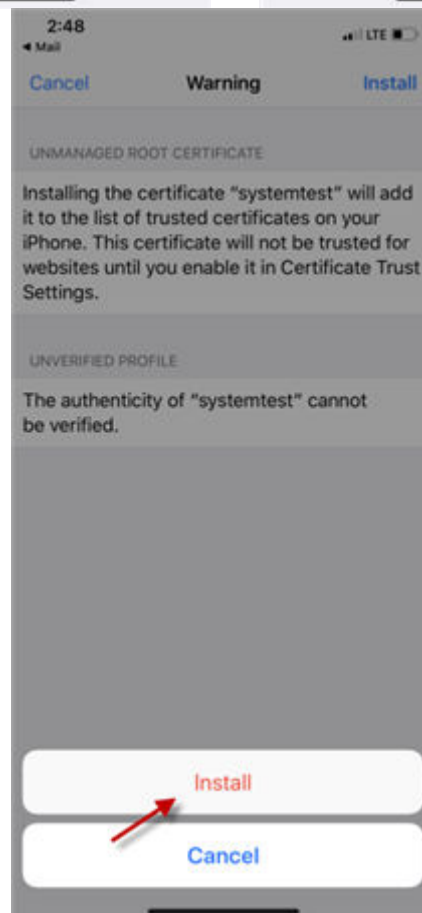 2:48
LTE
Mail
Cancel Warning Install
UNMANAGED ROOT CERTIFICATE
Installing the certificate “systemtest” will add
it to the list of trusted certificates on your
iPhone. This certificate will not be trusted for
websites until you enable it in Certificate Trust
Settings.
UNVERIFIED PROFILE
The authenticity of “systemtest” cannot
be verified.
Install
Cancel